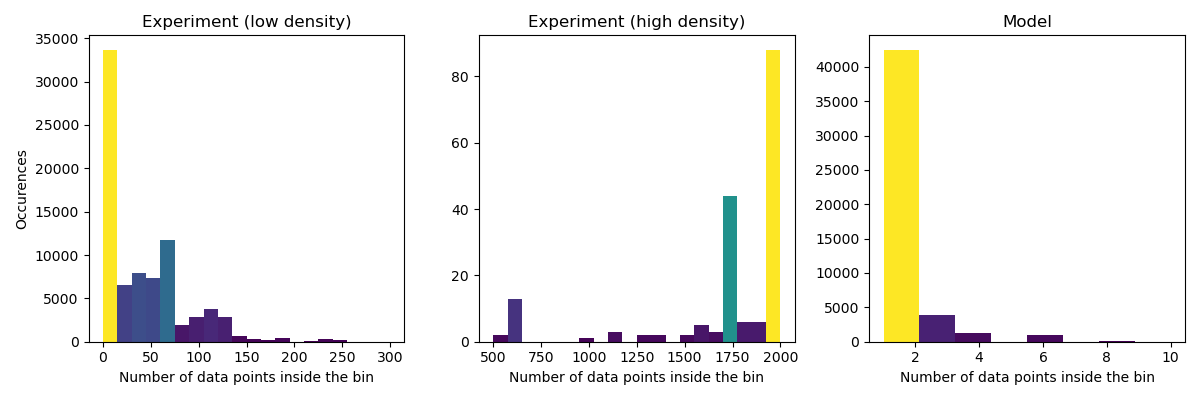 Experiment (low density)
Experiment (high density)
Model
Occurences
35000
30000
25000
20000
15000
10000
5000
0
0 50 100 150 200 250 300
Number of data points inside the bin
80
60
40
20
0
500 750 1000 1250 1500 1750 2000
Number of data points inside the bin
40000
35000
30000
25000
20000
15000
10000
5000
0
2 4 6 8 10
Number of data points inside the bin